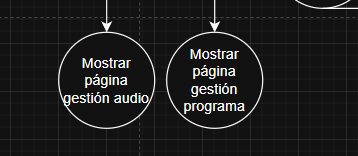 Mostrar
página
gestión audio
Mostrar
página
gestión
programa